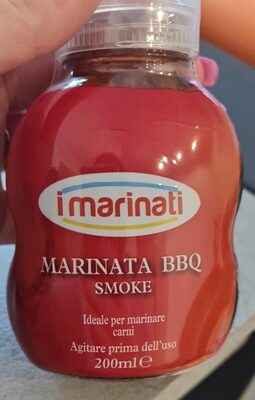 i marinati
MARINATA BBQ
SMOKE
Ideale per marinare
carni
Agitare prima dell'uso
200ml℮